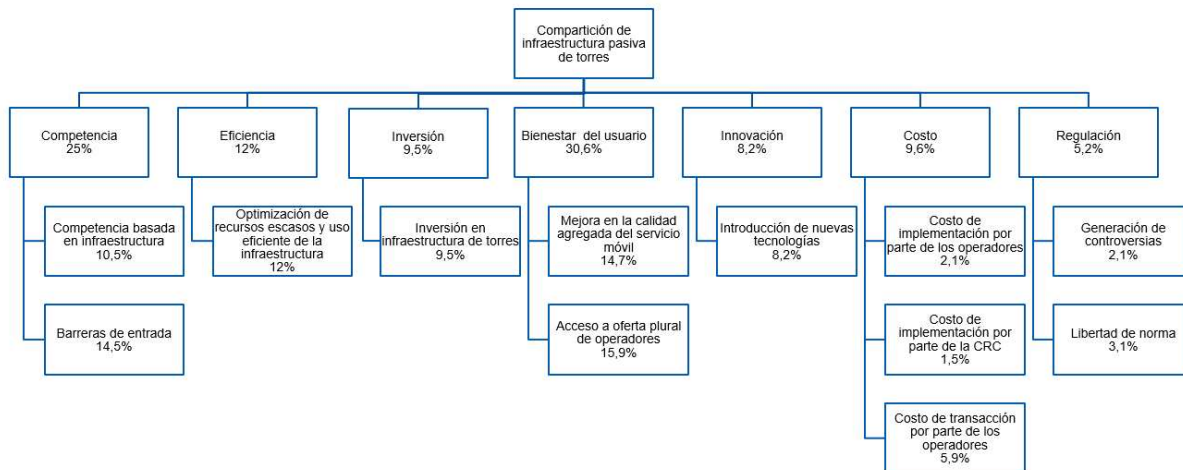 Compartición de
infraestructura pasiva
de torres
Competencia
25%
Eficiencia
12%
Inversión
9,5%
Bienestar del usuario
30,6%
Innovación
8,2%
Costo
9,6%
Regulación
5,2%
Competencia basada
en infraestructura
10,5%
Optimización de
recursos escasos y uso
eficiente de la
infraestructura
12%
Inversión en
infraestructura de torres
9,5%
Mejora en la calidad
agregada del servicio
móvil
14,7%
Introducción de nuevas
tecnologías
8,2%
Costo de
implementación por
parte de los operadores
2,1%
Generación de
controversias
2,1%
Barreras de entrada
14,5%
Acceso a oferta plural
de operadores
15,9%
Costo de
implementación por
parte de la CRC
1,5%
Libertad de norma
3,1%
Costo de transacción
por parte de los
operadores
5,9%